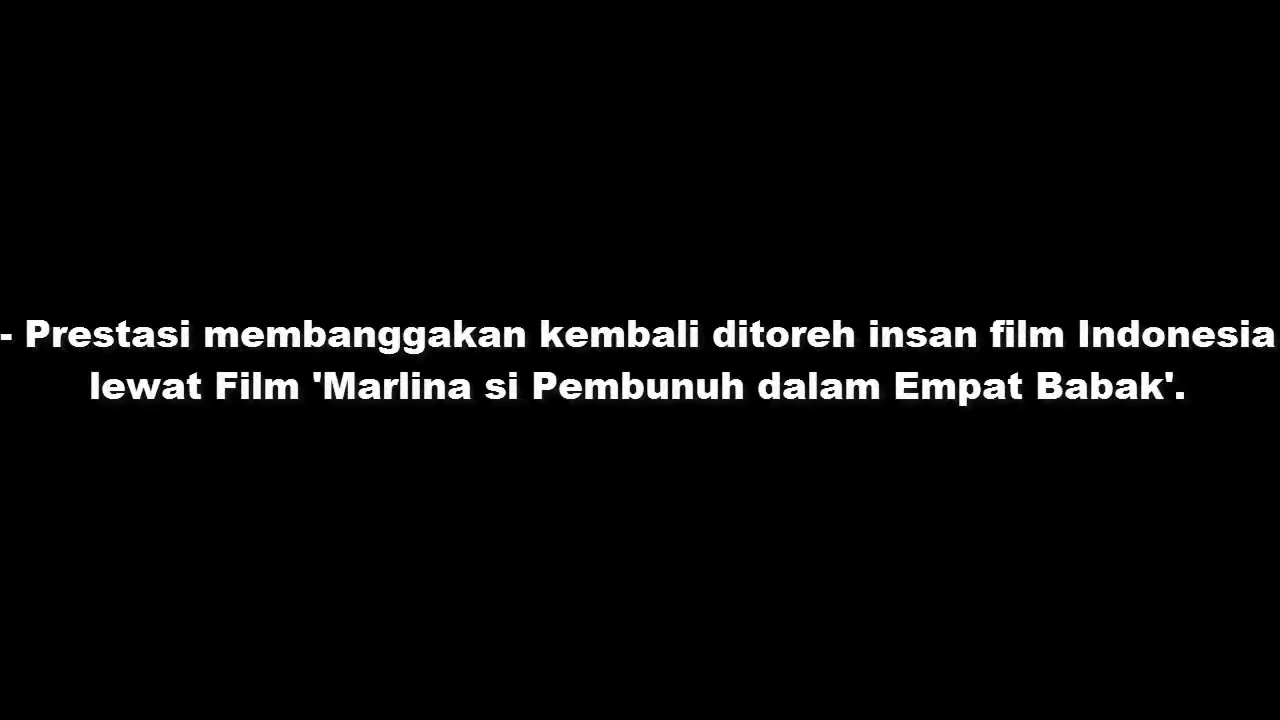 - Prestasi membanggakan kembali ditoreh insan film Indonesia
lewat Film 'Marlina si Pembunuh dalam Empat Babak'.